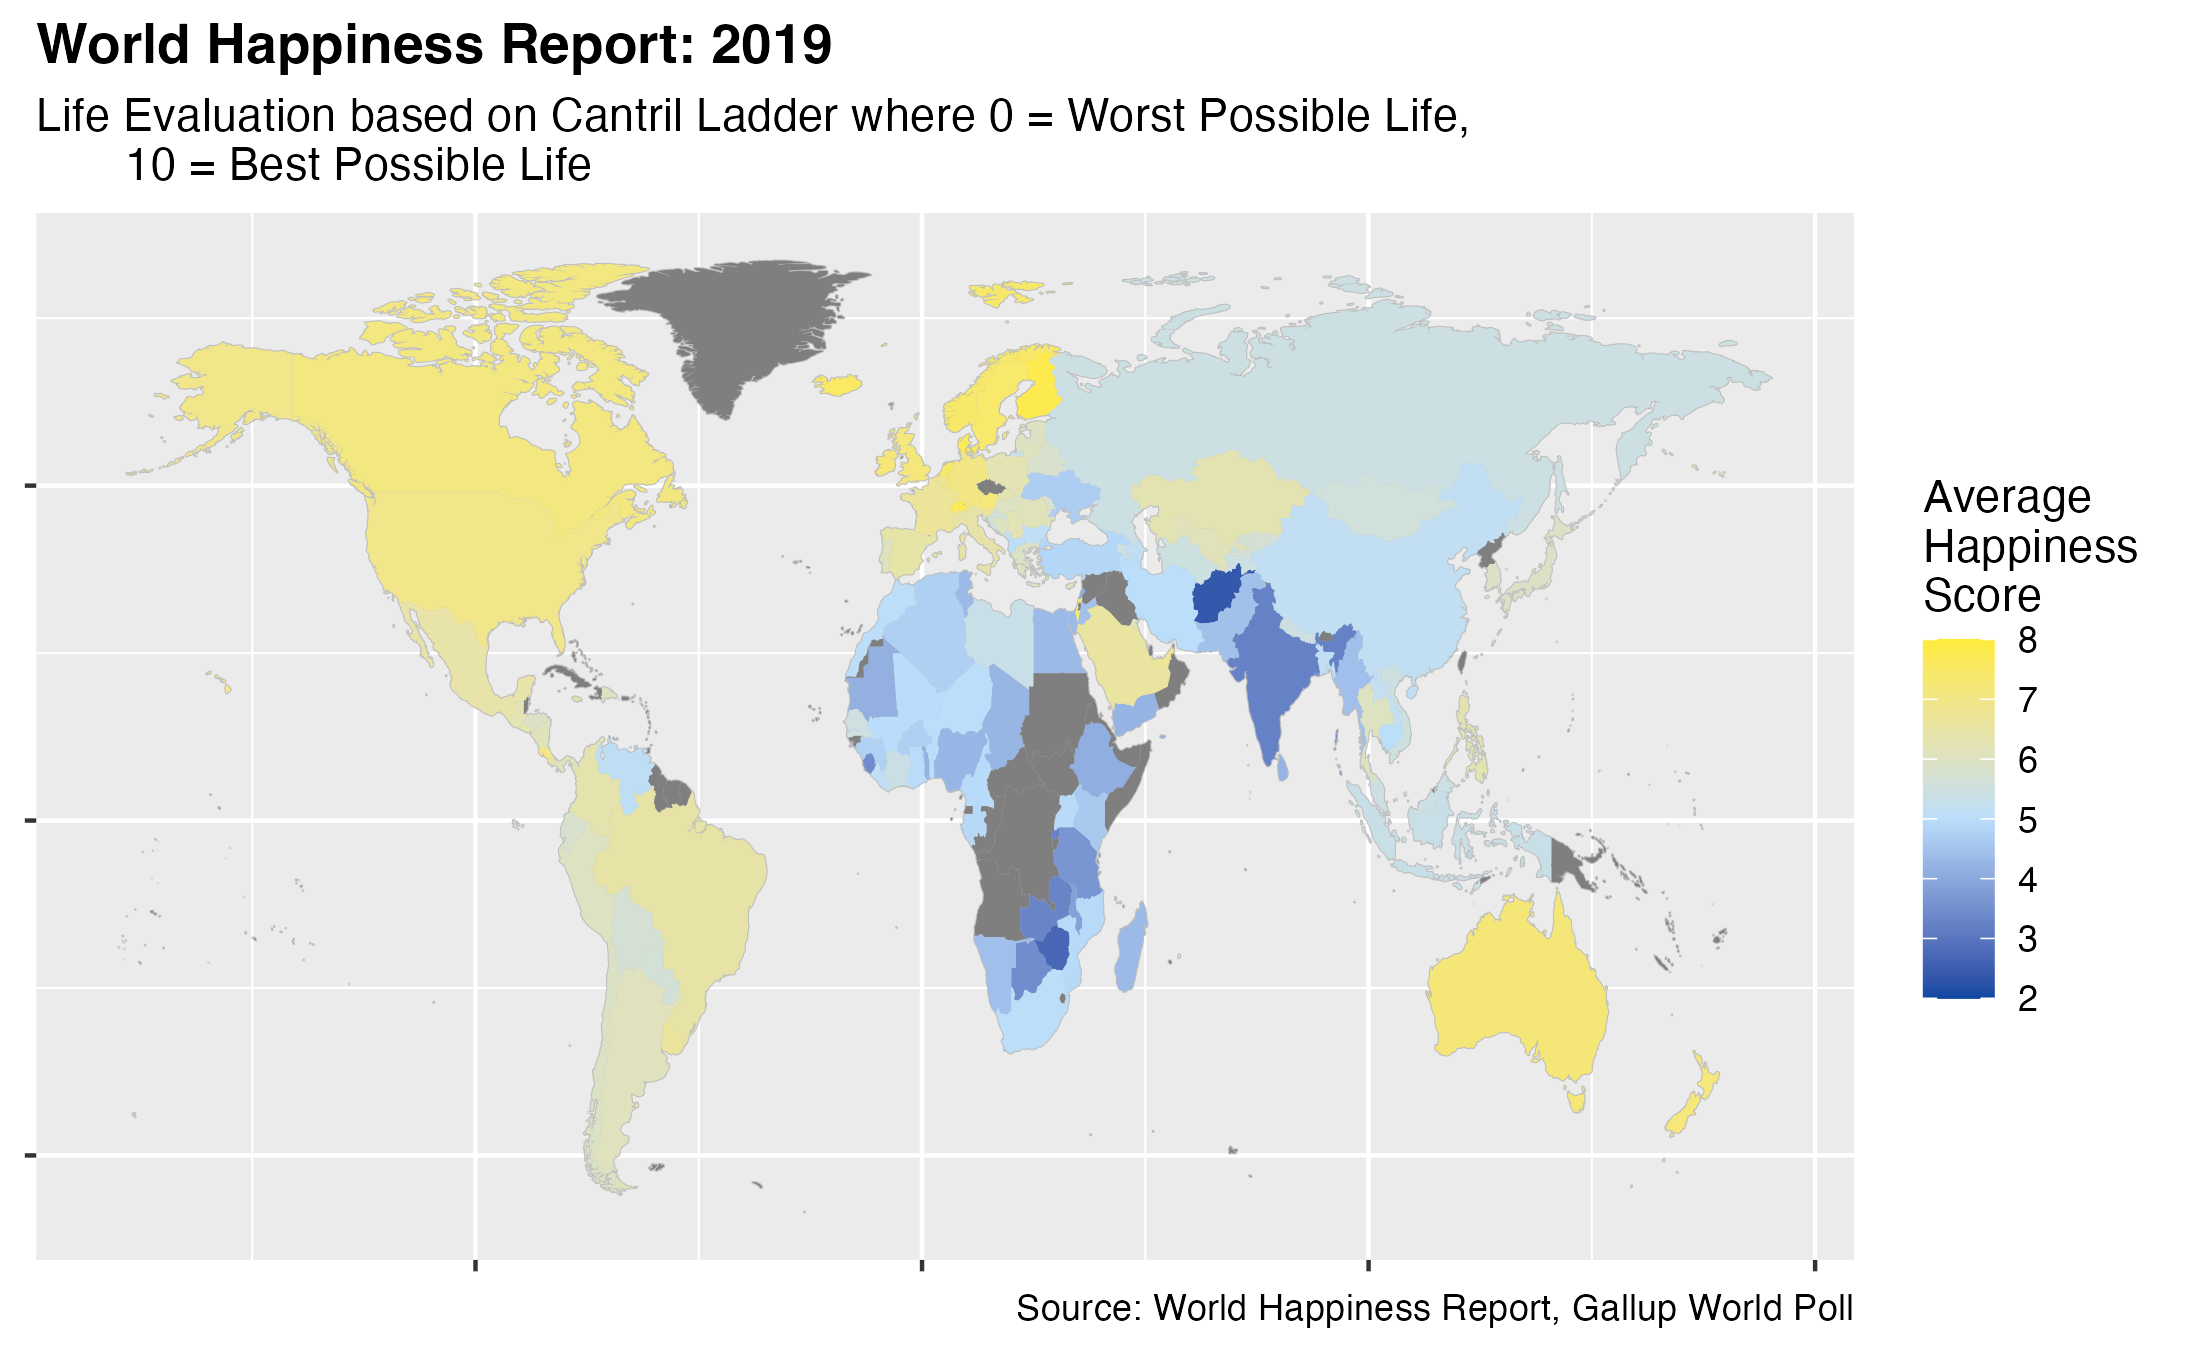 World Happiness Report: 2019
Life Evaluation based on Cantril Ladder where 0 = Worst Possible Life,
10 = Best Possible Life
Average
Happiness
Score
8
7
6
5
4
3
2
Source: World Happiness Report, Gallup World Poll